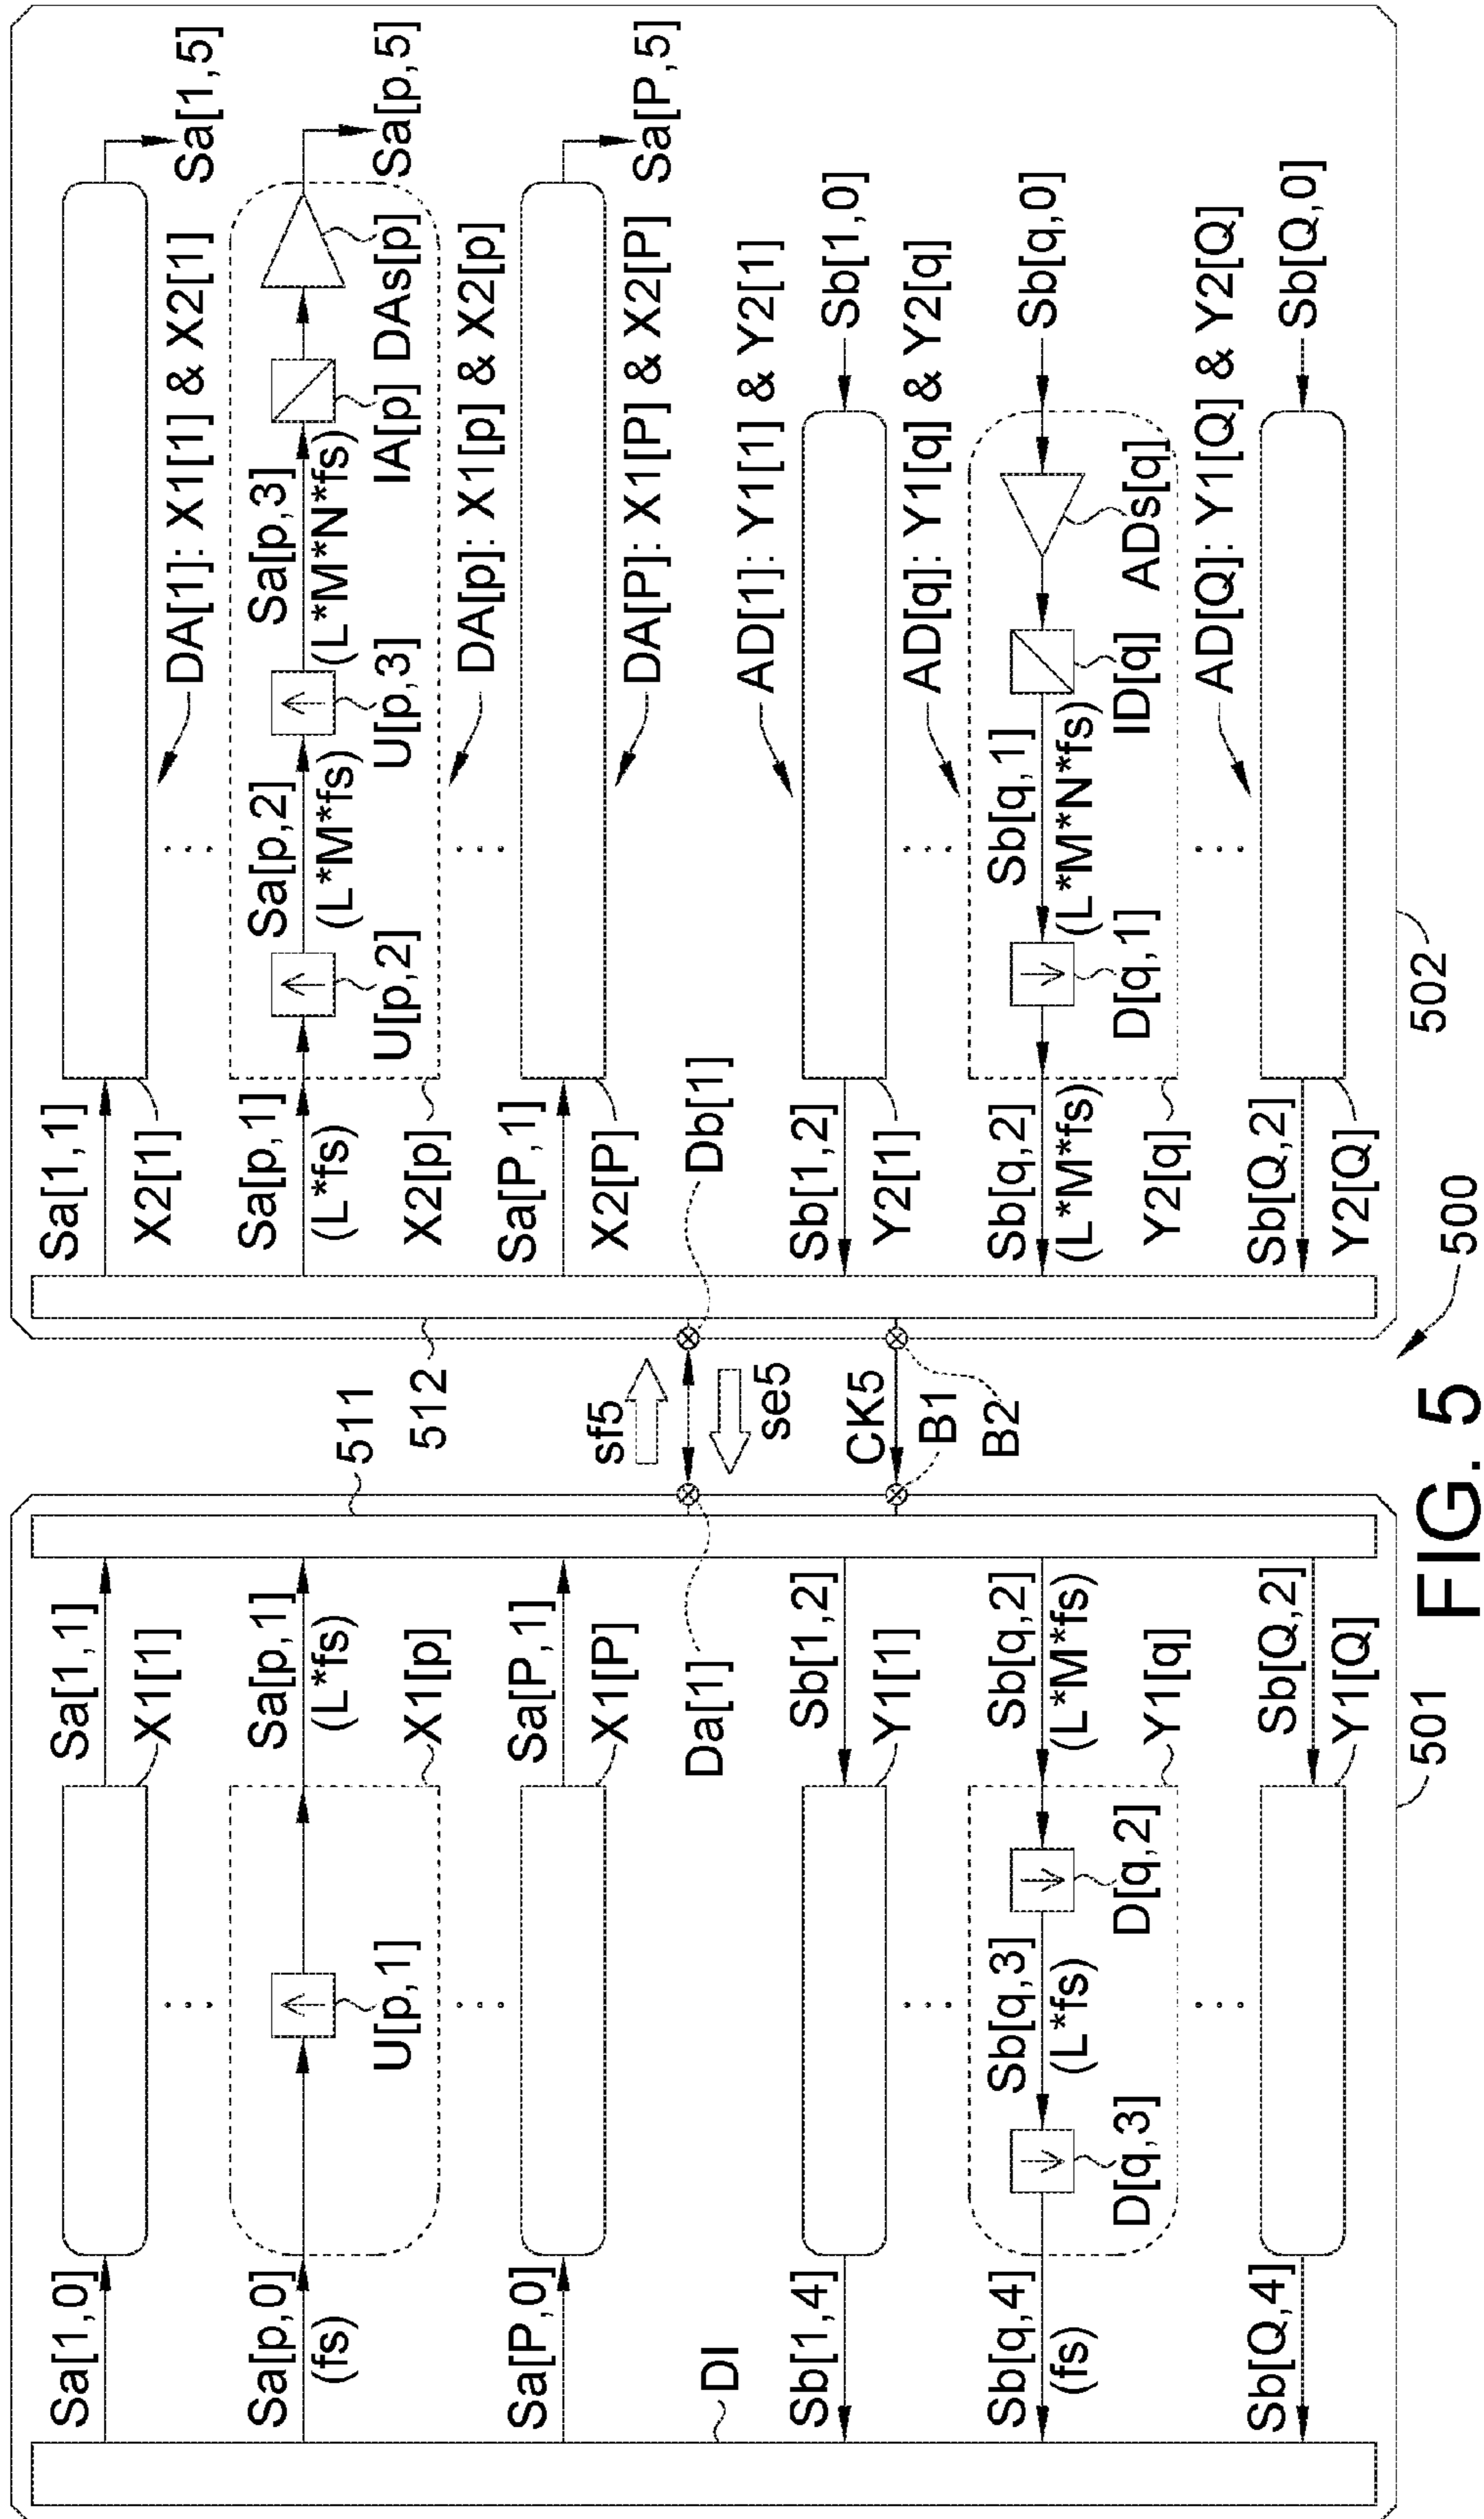 Sa[1,0]
Sa[1,1]
X1[1]
Sa[p,0]
(fs)
U[p,1]
Sa[p,1]
(L*fs)
X1[p]
Sa[P,0]
Sa[P,1]
X1[P]
DI
Da[1]
Sb[1,4]
Sb[1,2]
Y1[1]
Sb[q,4]
(fs)
D[q,3]
Sb[q,3]
(L*fs)
D[q,2]
Sb[q,2]
(L*M*fs)
Y1[q]
Sb[Q,4]
Sb[Q,2]
Y1[Q]
501
511
512
sf5
se5
CK5
B1
B2
Db[1]
Sa[1,1]
X2[1]
DA[1]: X1[1] & X2[1]
Sa[1,5]
Sa[p,1]
(L*fs)
X2[p]
U[p,2]
Sa[p,2]
(L*M*fs)
U[p,3]
Sa[p,3]
(L*M*N*fs)
IA[p]
DAs[p]
Sa[p,5]
DA[p]: X1[p] & X2[p]
Sa[P,1]
X2[P]
DA[P]: X1[P] & X2[P]
Sa[P,5]
AD[1]: Y1[1] & Y2[1]
Sb[1,2]
Y2[1]
Sb[1,0]
AD[q]: Y1[q] & Y2[q]
Sb[q,2]
(L*M*fs)
Y2[q]
D[q,1]
Sb[q,1]
(L*M*N*fs)
ID[q]
ADs[q]
Sb[q,0]
AD[Q]: Y1[Q] & Y2[Q]
Sb[Q,2]
Y2[Q]
Sb[Q,0]
502
500
FIG. 5